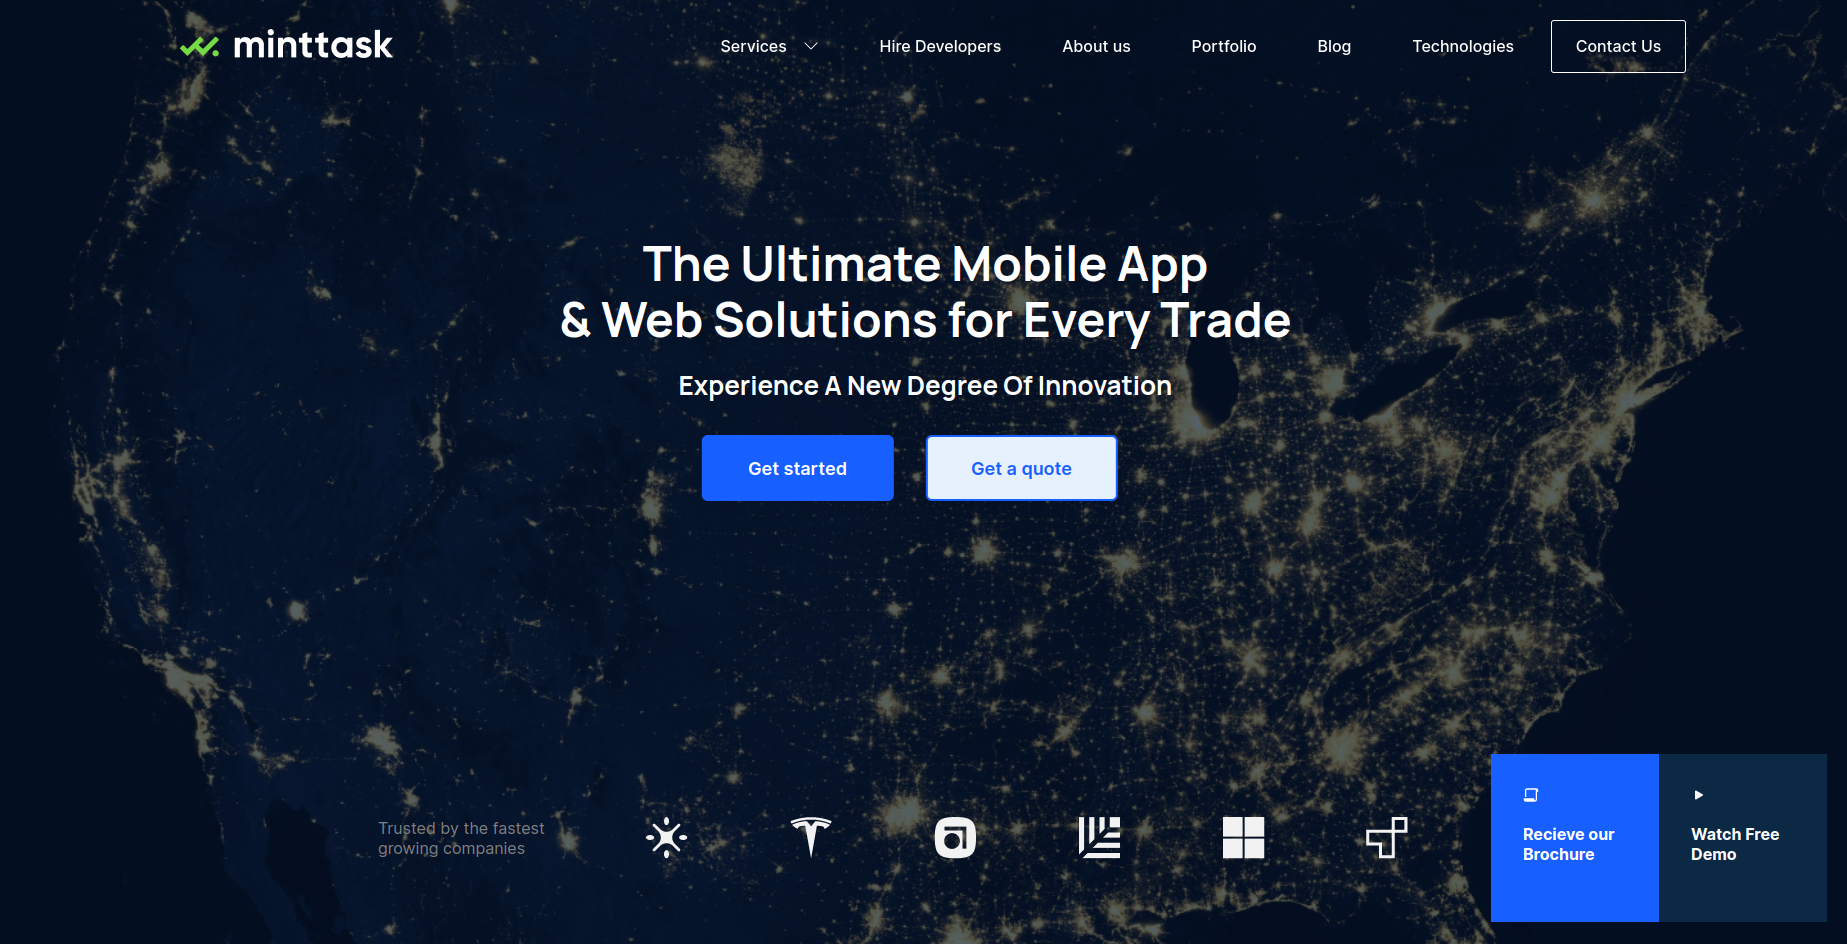 minttask
Services
Hire Developers
About us
Portfolio
Blog
Technologies
Contact Us
The Ultimate Mobile App
& Web Solutions for Every Trade
Experience A New Degree Of Innovation
Get started
Get a quote
Trusted by the fastest
growing companies
Recieve our
Brochure
Watch Free
Demo